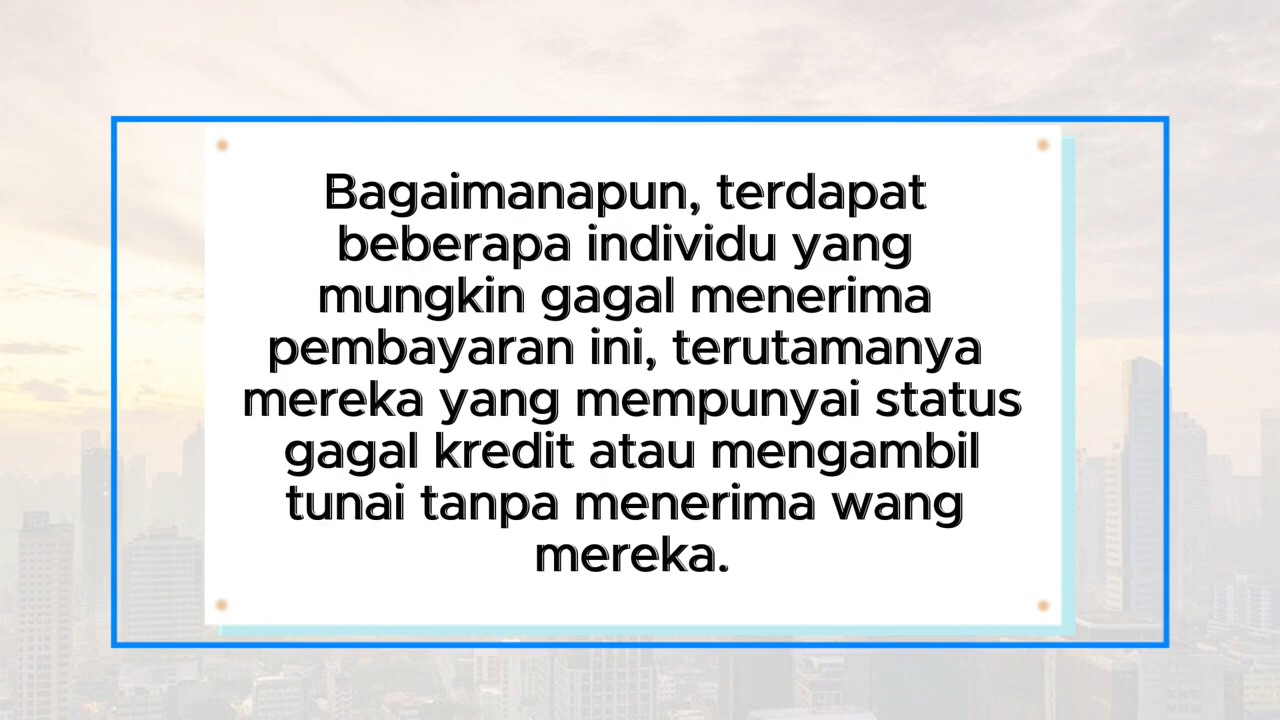 Bagaimanapun, terdapat
beberapa individu yang
mungkin gagal menerima
pembayaran ini, terutamanya
mereka yang mempunyai status
gagal kredit atau mengambil
tunai tanpa menerima wang
mereka.